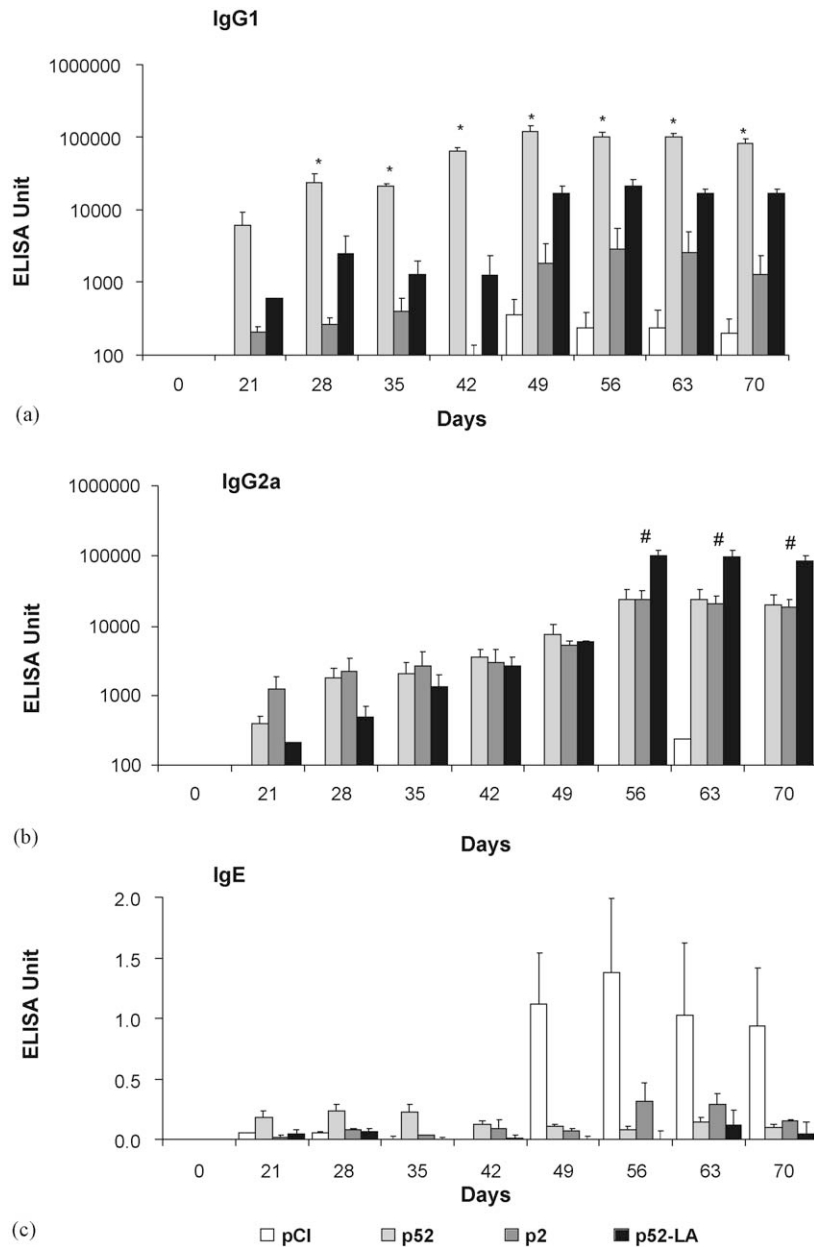 IgG1
1000000
100000
10000
1000
100
ELISA Unit
* * * * * * *
0 21 28 35 42 49 56 63 70
Days
(a)
IgG2a
1000000
100000
10000
1000
100
ELISA Unit
# # #
0 21 28 35 42 49 56 63 70
Days
(b)
IgE
2.0
1.5
1.0
0.5
0.0
ELISA Unit
0 21 28 35 42 49 56 63 70
Days
(c)
pCI p52 p2 p52-LA